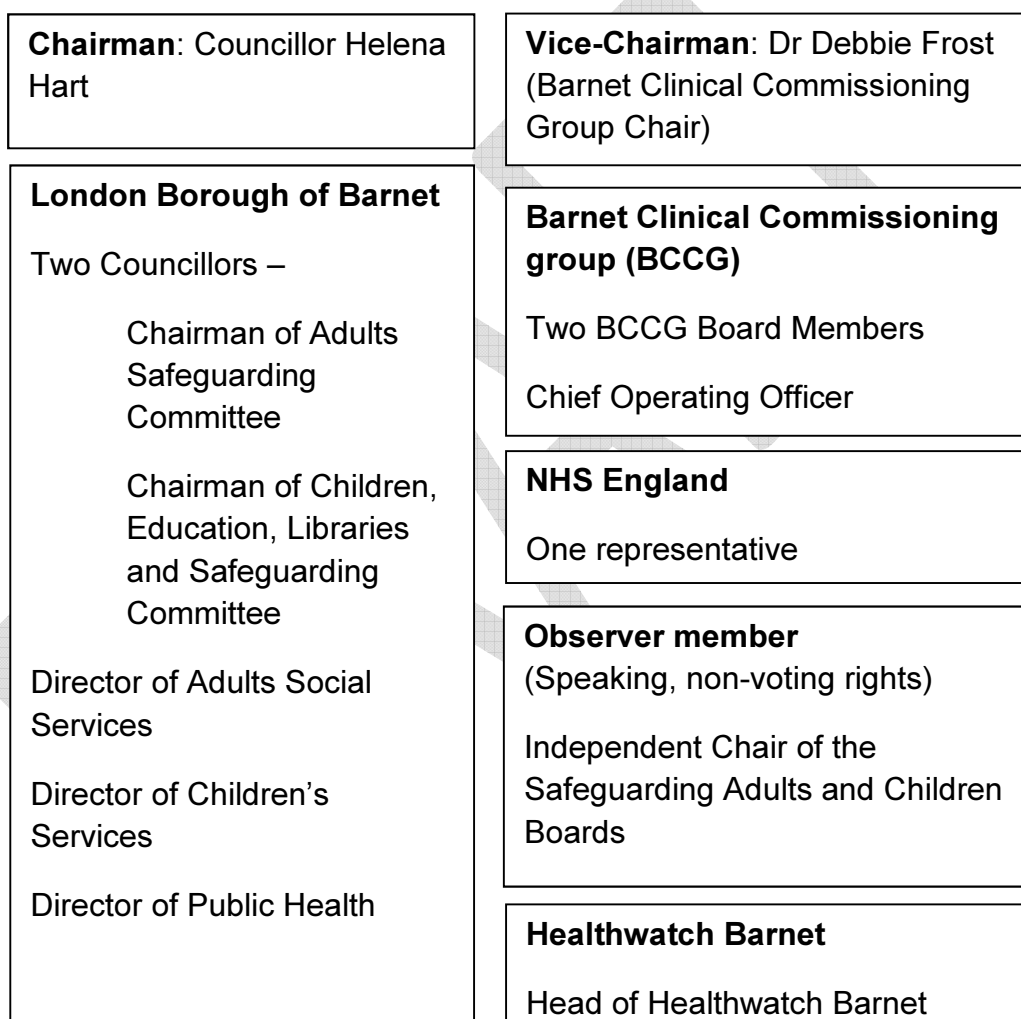 Chairman: Councillor Helena
Hart
Vice-Chairman: Dr Debbie Frost
(Barnet Clinical Commissioning
Group Chair)
London Borough of Barnet
Two Councillors –
Chairman of Adults
Safeguarding
Committee
Chairman of Children,
Education, Libraries
and Safeguarding
Committee
Director of Adults Social
Services
Director of Children's
Services
Director of Public Health
Barnet Clinical Commissioning
group (BCCG)
Two BCCG Board Members
Chief Operating Officer
NHS England
One representative
Observer member
(Speaking, non-voting rights)
Independent Chair of the
Safeguarding Adults and Children
Boards
Healthwatch Barnet
Head of Healthwatch Barnet